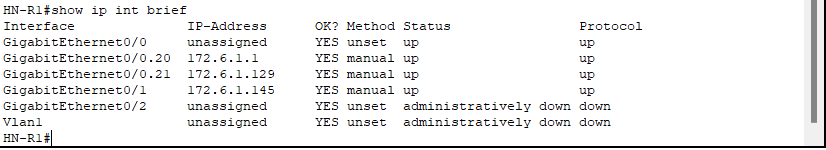 HN-R1#show ip int brief
Interface IP-Address OK? Method Status Protocol
GigabitEthernet0/0 unassigned YES unset up up
GigabitEthernet0/0.20 172.6.1.1 YES manual up up
GigabitEthernet0/0.21 172.6.1.129 YES manual up up
GigabitEthernet0/1 172.6.1.145 YES manual up up
GigabitEthernet0/2 unassigned YES unset administratively down down
Vlan1 unassigned YES unset administratively down down
HN-R1#